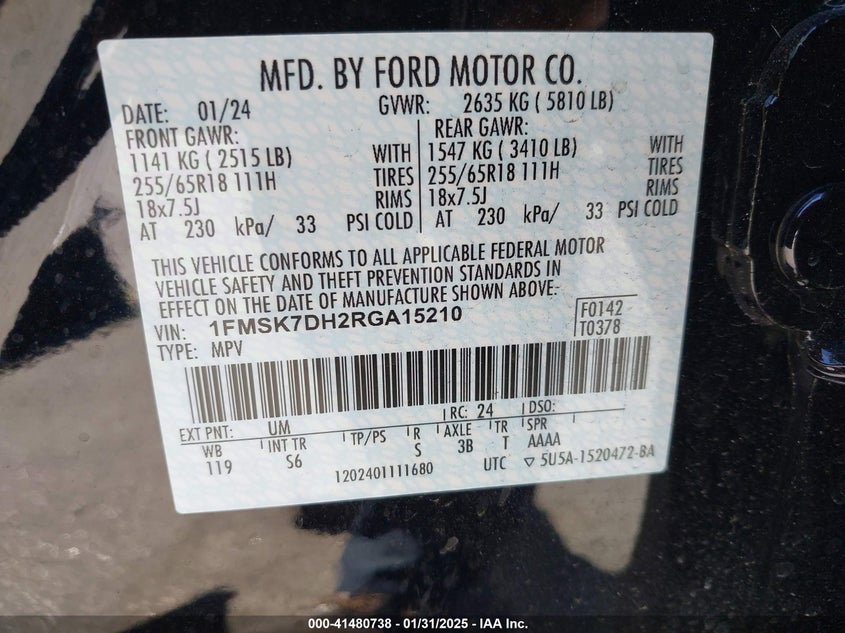 MFD. BY FORD MOTOR CO.
DATE: 01/24 GVWR: 2635 KG ( 5810 LB)
FRONT GAWR: REAR GAWR:
1141 KG ( 2515 LB) WITH 1547 KG ( 3410 LB) WITH
255/65R18 111H TIRES 255/65R18 111H TIRES
18x7.5J RIMS 18x7.5J RIMS
AT 230 kPa/ 33 PSI COLD AT 230 kPa/ 33 PSI COLD
THIS VEHICLE CONFORMS TO ALL APPLICABLE FEDERAL MOTOR
VEHICLE SAFETY AND THEFT PREVENTION STANDARDS IN
EFFECT ON THE DATE OF MANUFACTURE SHOWN ABOVE.
VIN: 1FMSK7DH2RGA15210 F0142
TYPE: MPV T0378
EXT PNT: UM RC: 24 DSO:
WB INT TR TP/PS R AXLE TR SPR
119 S6 S 3B T AAAA
1202401111680 UTC ▽ 5U5A-1520472-BA
000-41480738 - 01/31/2025 - IAA Inc.